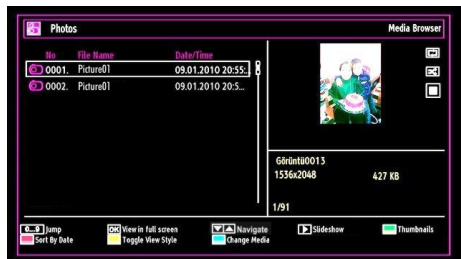 Photos Media Browser
No File Name Date/Time
0001. Picture01 09.01.2010 20:55:.
0002. Picture01 09.01.2010 20:5...
Görüntü0013
1536x2048 427 KB
1/91
0...9 Jump OK View in full screen Navigate Slideshow Thumbnails
Sort By Date Toggle View Style Change Media